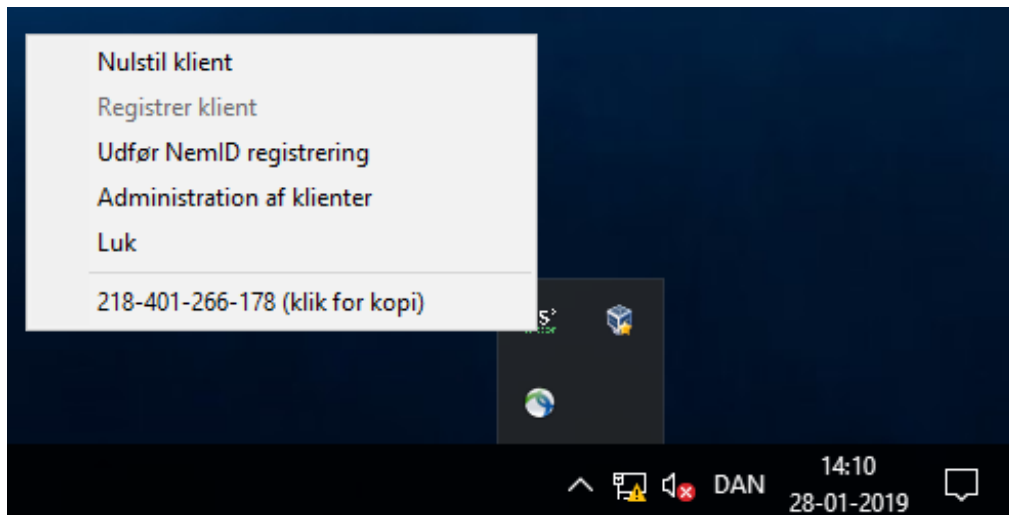 Nulstil klient
Registrer klient
Udfør NemID registrering
Administration af klienter
Luk
218-401-266-178 (klik for kopi)
DAN
14:10
28-01-2019